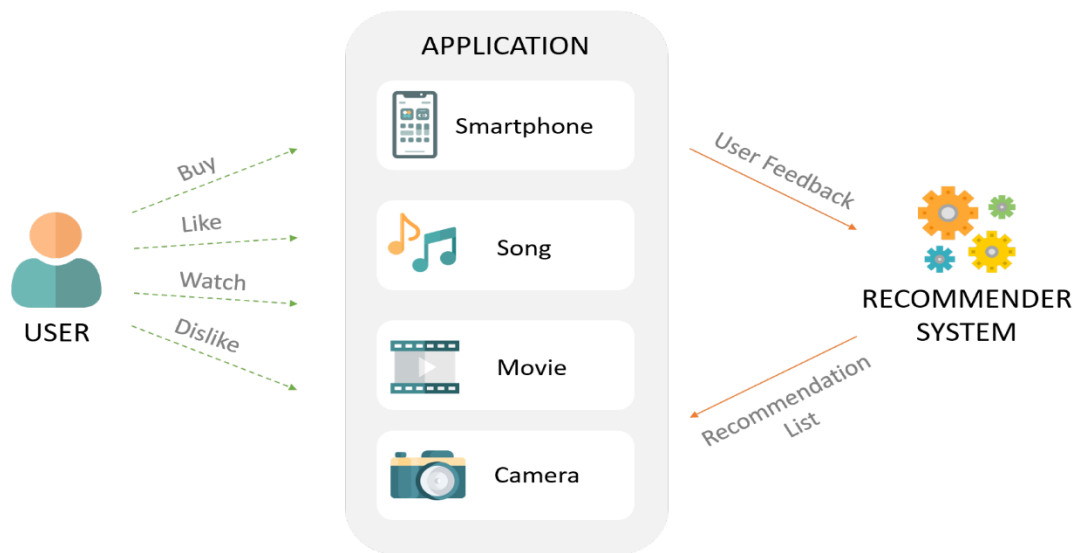 APPLICATION
Smartphone
Song
Movie
Camera
Buy
Like
Watch
Dislike
USER
User Feedback
RECOMMENDER
SYSTEM
Recommendation
List